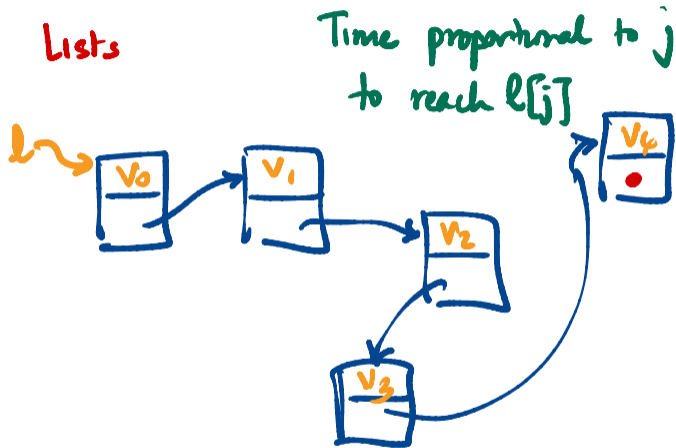 Lists
Time proportional to j
to reach l[j]
l
V0
V1
V2
V3
V4